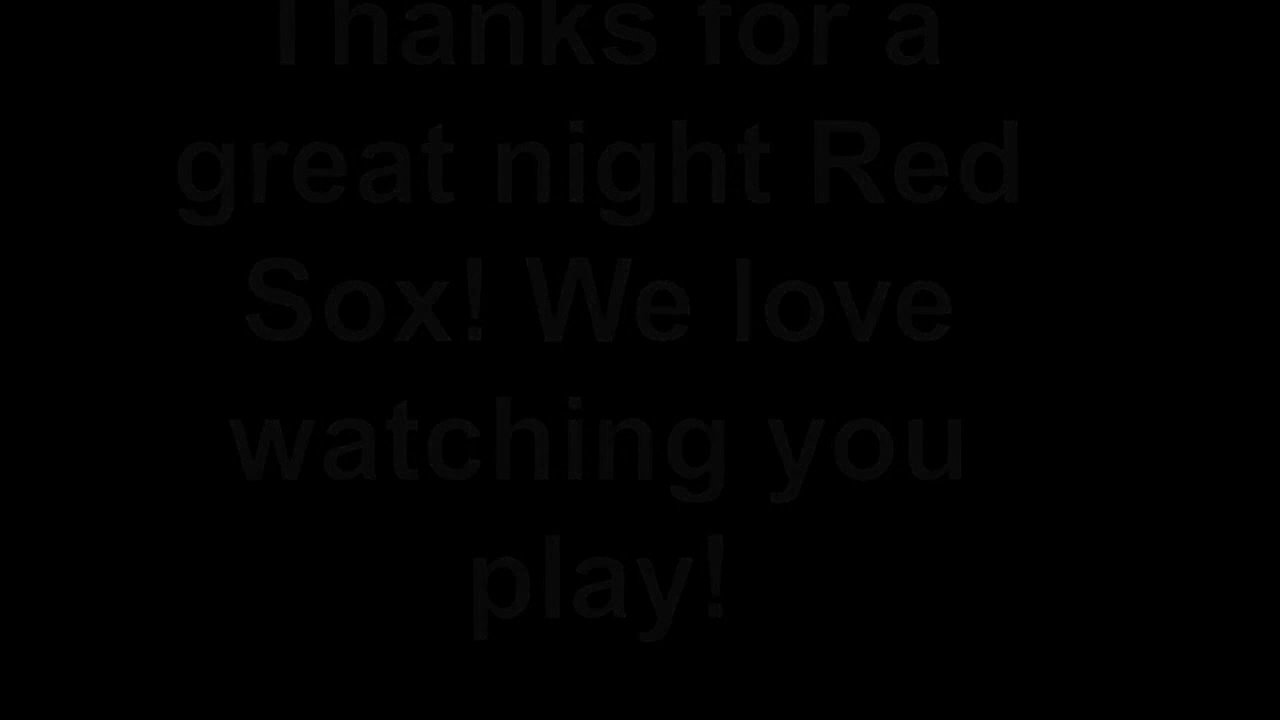 Thanks for a
great night Red
Sox! We love
watching you
play!